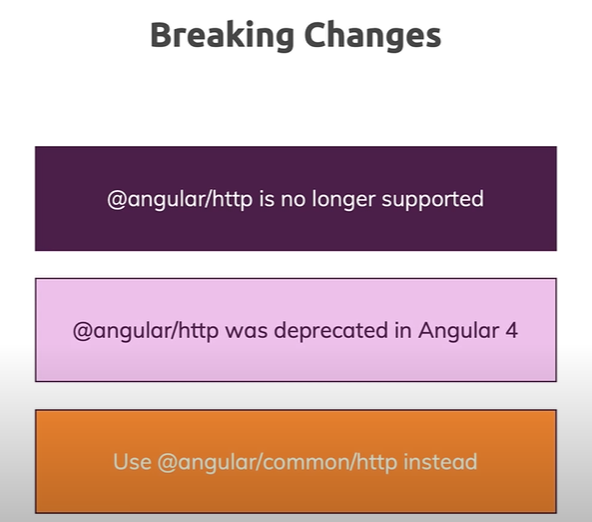 Breaking Changes
@angular/http is no longer supported
@angular/http was deprecated in Angular 4
Use @angular/common/http instead